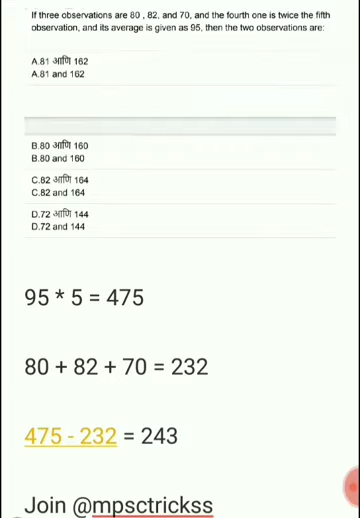 If three observations are 80 , 82, and 70, and the fourth one is twice the fifth
observation, and its average is given as 95, then the two observations are:
A.81 आणि 162
A.81 and 162
B.80 आणि 160
B.80 and 160
C.82 आणि 164
C.82 and 164
D.72 आणि 144
D.72 and 144
95 * 5 = 475
80 + 82 + 70 = 232
475 - 232 = 243
Join @mpsctrickss